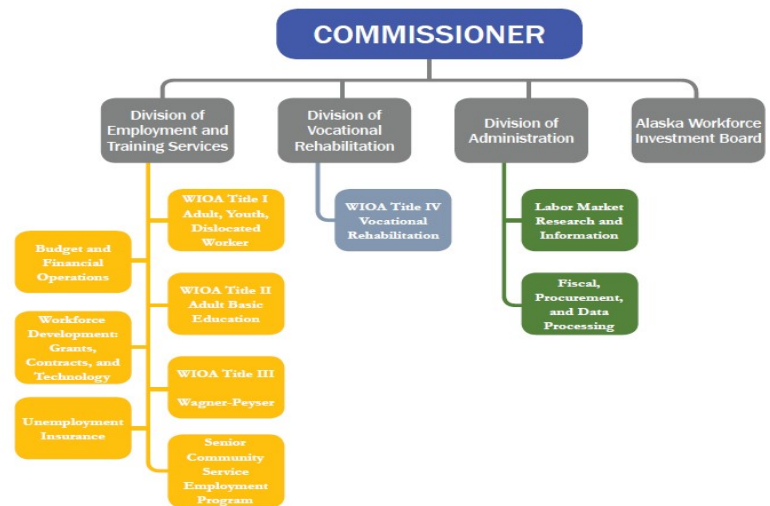 COMMISSIONER
Division of
Employment and
Training Services
Division of
Vocational
Rehabilitation
Division of
Administration
Alaska Workforce
Investment Board
WIOA Title I
Adult, Youth,
Dislocated
Worker
WIOA Title IV
Vocational
Rehabilitation
Labor Market
Research and
Information
Budget and
Financial
Operations
WIOA Title II
Adult Basic
Education
Fiscal,
Procurement,
and Data
Processing
Workforce
Development:
Grants,
Contracts, and
Technology
WIOA Title III
Wagner-Peyser
Unemployment
Insurance
Senior
Community
Service
Employment
Program